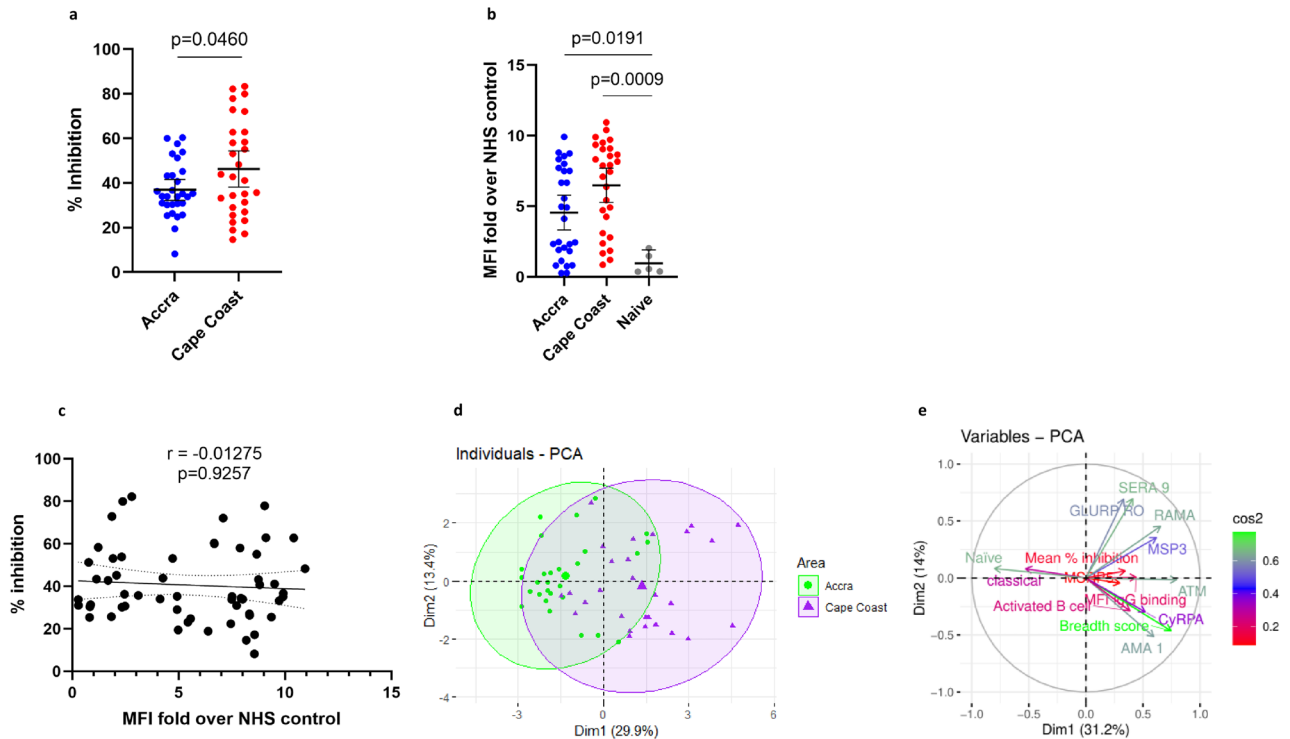 a
p=0.0460
100
80
60
40
20
0
% Inhibition
Accra
Cape Coast
b
p=0.0191
p=0.0009
15
10
5
0
MFI fold over NHS control
Accra
Cape Coast
Naive
c
r = -0.01275
p=0.9257
100
80
60
40
20
0
% inhibition
0
5
10
15
MFI fold over NHS control
d
Individuals - PCA
2
0
-2
-4
Dim2 (13.4%)
-3
0
3
6
Dim1 (29.9%)
Area
Accra
Cape Coast
e
Variables − PCA
1.0
0.5
0.0
−0.5
−1.0
Dim2 (14%)
SERA 9
GLURP RO
RAMA
MSP3
Naïve
Mean % inhibition
classical
ATM
Activated B cell
MFI IgG binding
CyRPA
Breadth score
AMA 1
−1.0
−0.5
0.0
0.5
1.0
Dim1 (31.2%)
cos2
0.6
0.4
0.2